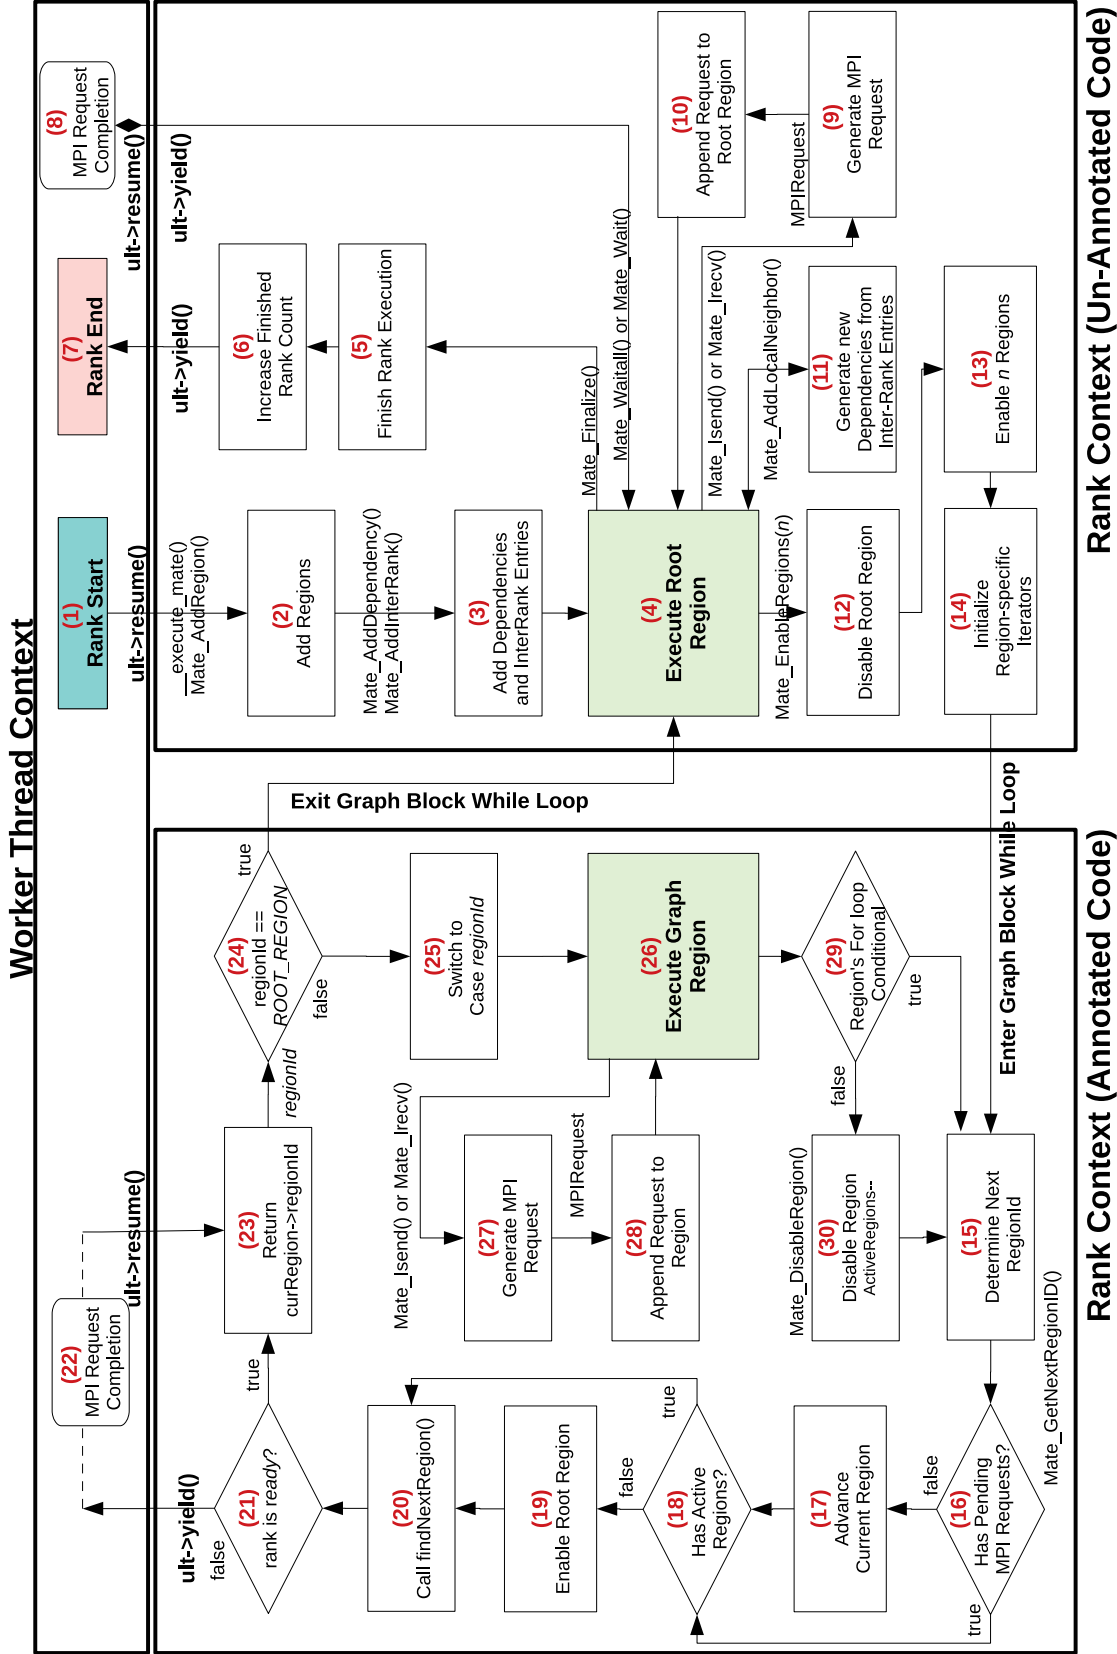 Worker Thread Context
(22)
MPI Request
Completion
(1)
Rank Start
(7)
Rank End
(8)
MPI Request
Completion
ult->yield()
ult->resume()
ult->resume()
ult->yield()
ult->resume()
ult->yield()
(21)
rank is ready?
false
true
(23)
Return
curRegion->regionId
regionId
(24)
regionId ==
ROOT_REGION
true
false
Exit Graph Block While Loop
__execute_mate()
Mate_AddRegion()
(2)
Add Regions
(6)
Increase Finished
Rank Count
(20)
Call findNextRegion()
Mate_Isend() or Mate_Irecv()
(25)
Switch to
Case regionId
Mate_AddDependency()
Mate_AddInterRank()
(5)
Finish Rank Execution
(19)
Enable Root Region
(27)
Generate MPI
Request
MPIRequest
(3)
Add Dependencies
and InterRank Entries
Mate_Finalize()
Mate_Waitall() or Mate_Wait()
(18)
Has Active
Regions?
false
true
(28)
Append Request to
Region
(26)
Execute Graph
Region
(4)
Execute Root
Region
Mate_Isend() or Mate_Irecv()
(10)
Append Request to
Root Region
MPIRequest
(9)
Generate MPI
Request
Mate_AddLocalNeighbor()
(11)
Generate new
Dependencies from
Inter-Rank Entries
Mate_EnableRegions(n)
(12)
Disable Root Region
(17)
Advance
Current Region
Mate_DisableRegion()
(30)
Disable Region
ActiveRegions--
false
(29)
Region's For loop
Conditional
true
(16)
Has Pending
MPI Requests?
false
true
Mate_GetNextRegionID()
(15)
Determine Next
RegionId
Enter Graph Block While Loop
(14)
Initialize
Region-specific
Iterators
(13)
Enable n Regions
Rank Context (Annotated Code)
Rank Context (Un-Annotated Code)